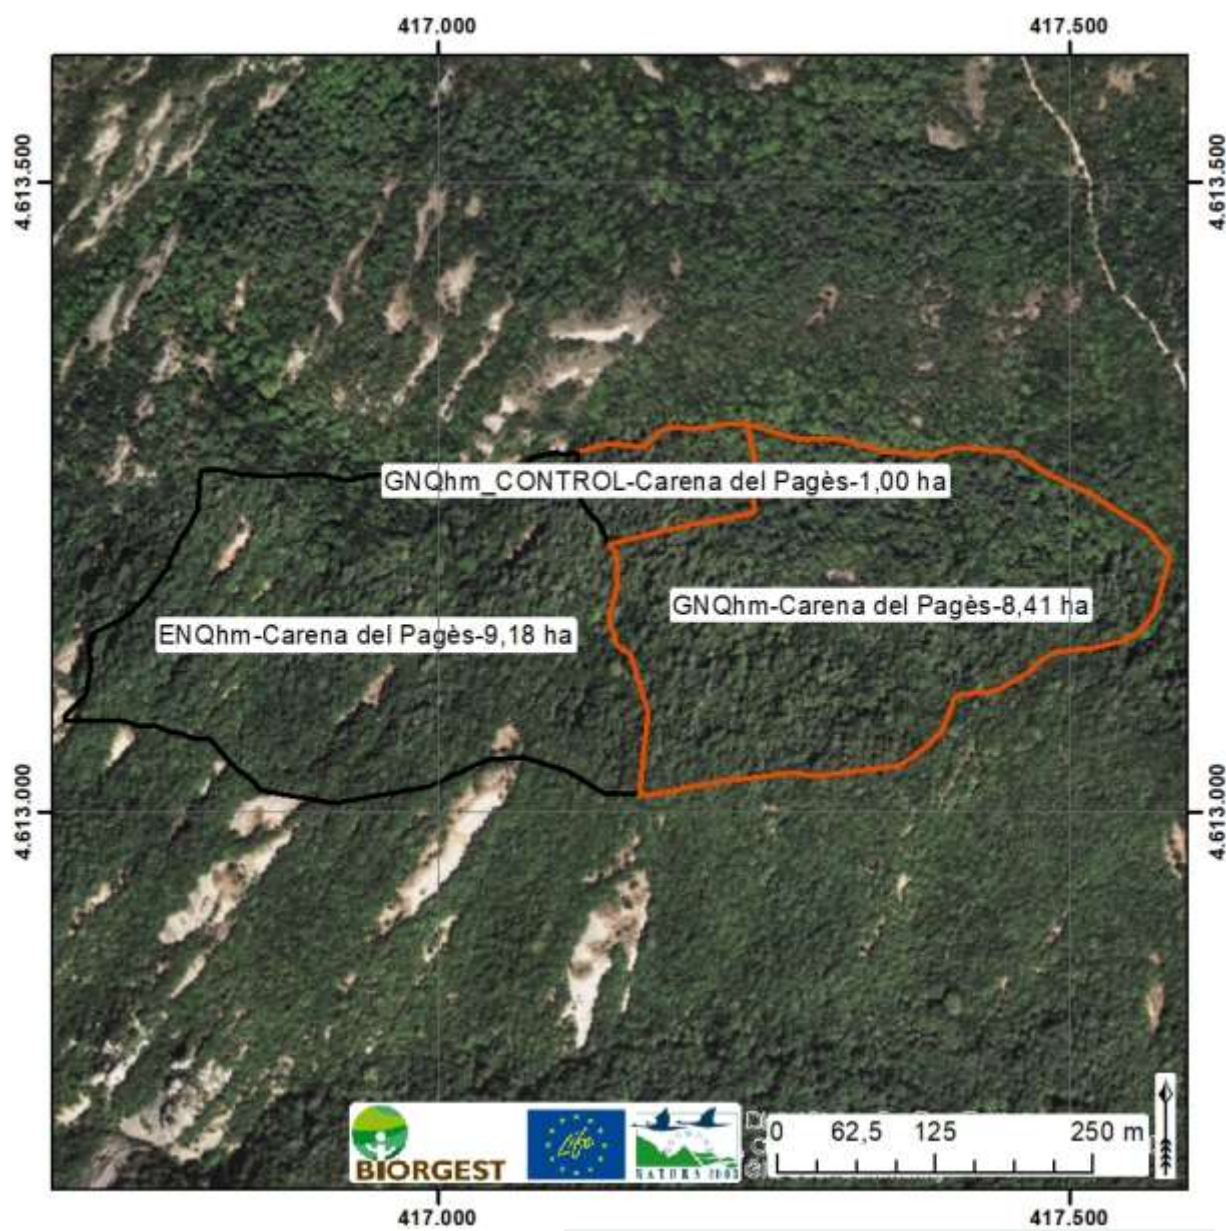 417.000
417.500
4.613.500
4.613.500
GNQhm_CONTROL-Carena del Pagès-1,00 ha
GNQhm-Carena del Pagès-8,41 ha
ENQhm-Carena del Pagès-9,18 ha
4.613.000
4.613.000
BIORGEST
Life
NATURA 2000
0 62,5 125 250 m
417.000
417.500